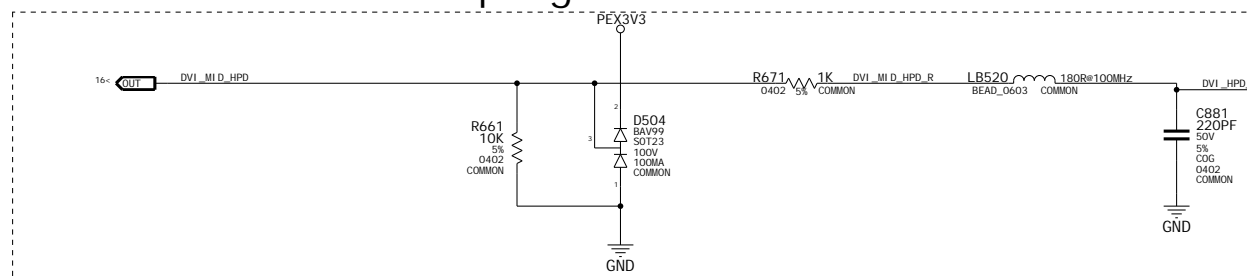 PEX3V3
16< OUT DVI_MID_HPD
R671 1K DVI_MID_HPD_R LB520 180R@100MHz DVI_HPD_
0402 5% COMMON BEAD_0603 COMMON
R661
10K
5%
0402
COMMON
2
3
1
D504
BAV99
SOT23
100V
100MA
COMMON
C881
220PF
50V
5%
COG
0402
COMMON
GND
GND